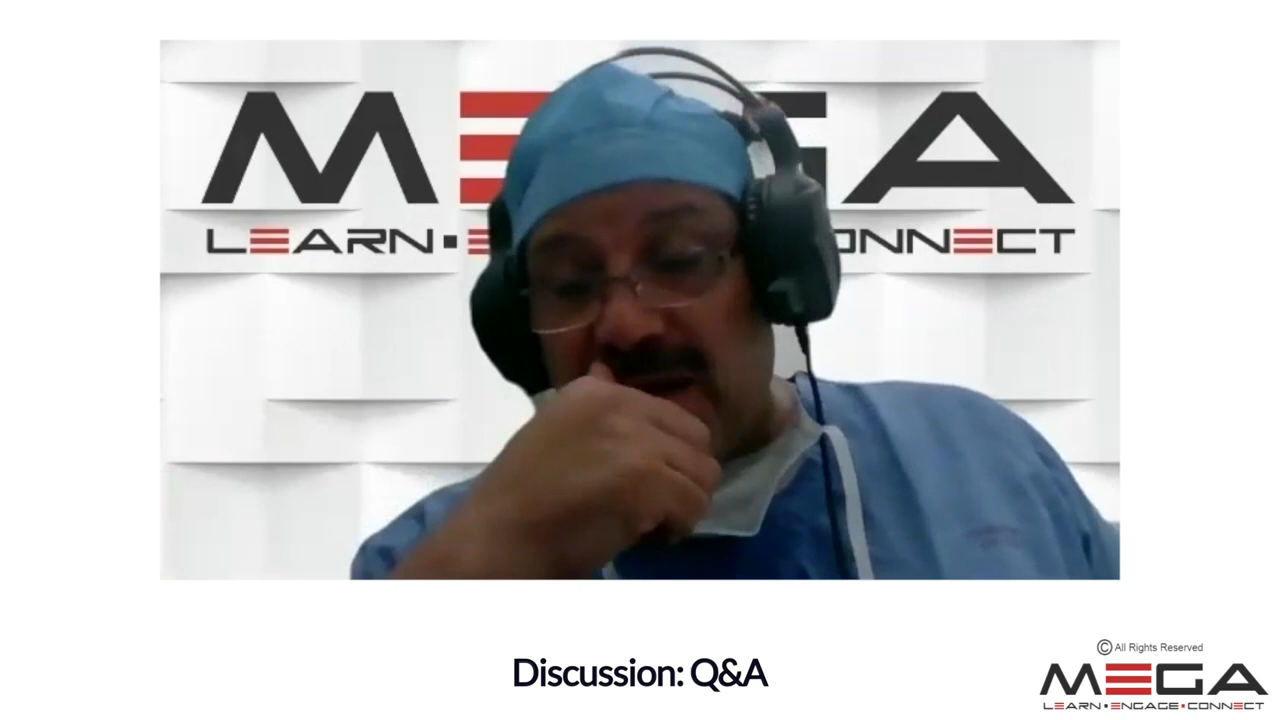 MEGA
LEARN CONNECT
Discussion: Q&A
© All Rights Reserved
MEGA
LEARN▪ENGAGE▪CONNECT